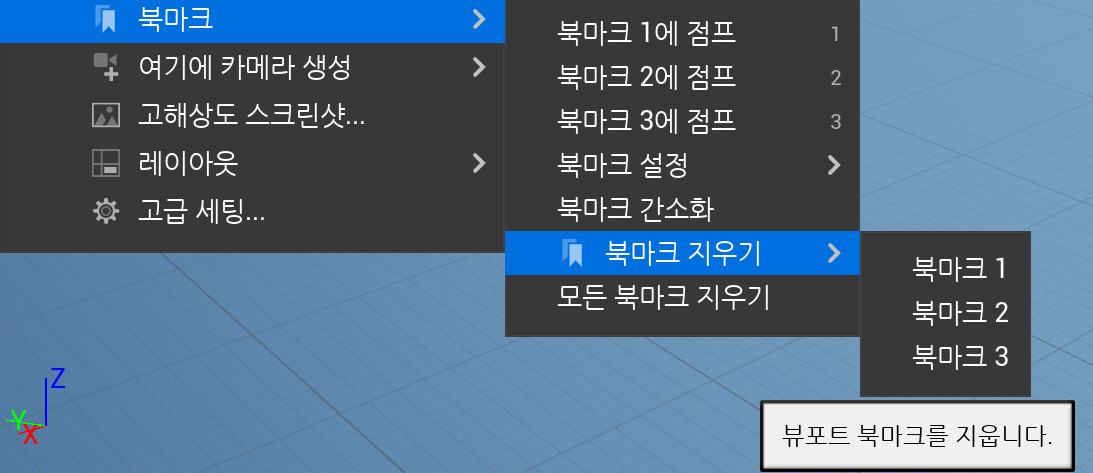 북마크
여기에 카메라 생성
고해상도 스크린샷...
레이아웃
고급 세팅...
북마크 1에 점프 1
북마크 2에 점프 2
북마크 3에 점프 3
북마크 설정
북마크 간소화
북마크 지우기
모든 북마크 지우기
북마크 1
북마크 2
북마크 3
뷰포트 북마크를 지웁니다.
Z
Y
X